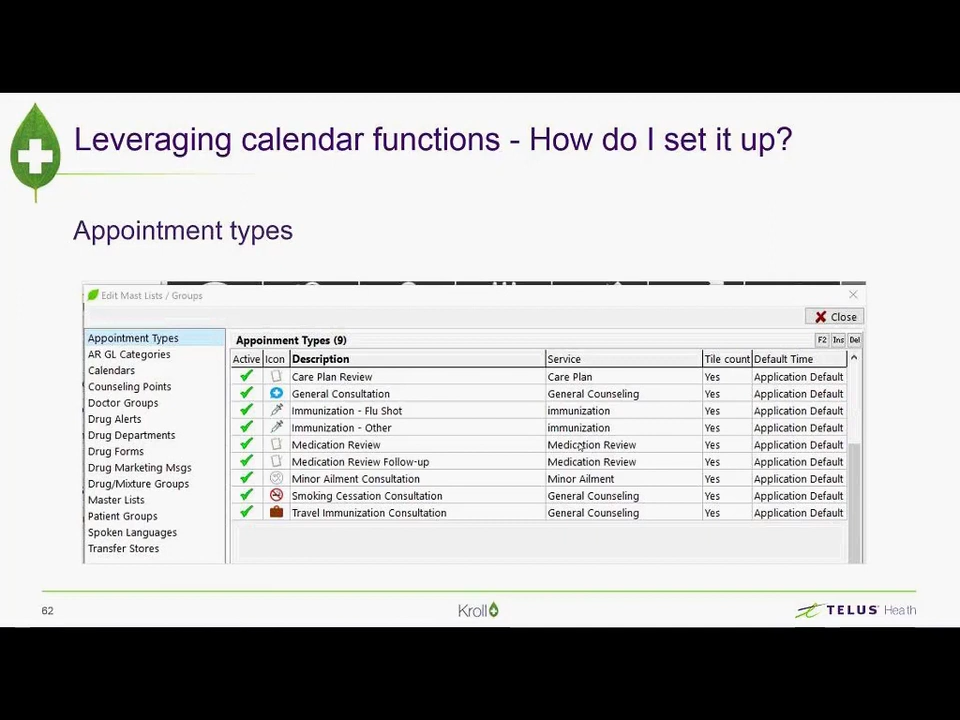 Leveraging calendar functions - How do I set it up?
Appointment types
Edit Mast Lists / Groups
Close
Appointment Types
AR GL Categories
Calendars
Counseling Points
Doctor Groups
Drug Alerts
Drug Departments
Drug Forms
Drug Marketing Msgs
Drug/Mixture Groups
Master Lists
Patient Groups
Spoken Languages
Transfer Stores
Appoinment Types (9) F2 Ins Del
Active Icon Description Service Tile count Default Time
Care Plan Review Care Plan Yes Application Default
General Consultation General Counseling Yes Application Default
Immunization - Flu Shot immunization Yes Application Default
Immunization - Other immunization Yes Application Default
Medication Review Medication Review Yes Application Default
Medication Review Follow-up Medication Review Yes Application Default
Minor Ailment Consultation Minor Ailment Yes Application Default
Smoking Cessation Consultation General Counseling Yes Application Default
Travel Immunization Consultation General Counseling Yes Application Default
62 Kroll TELUS Health